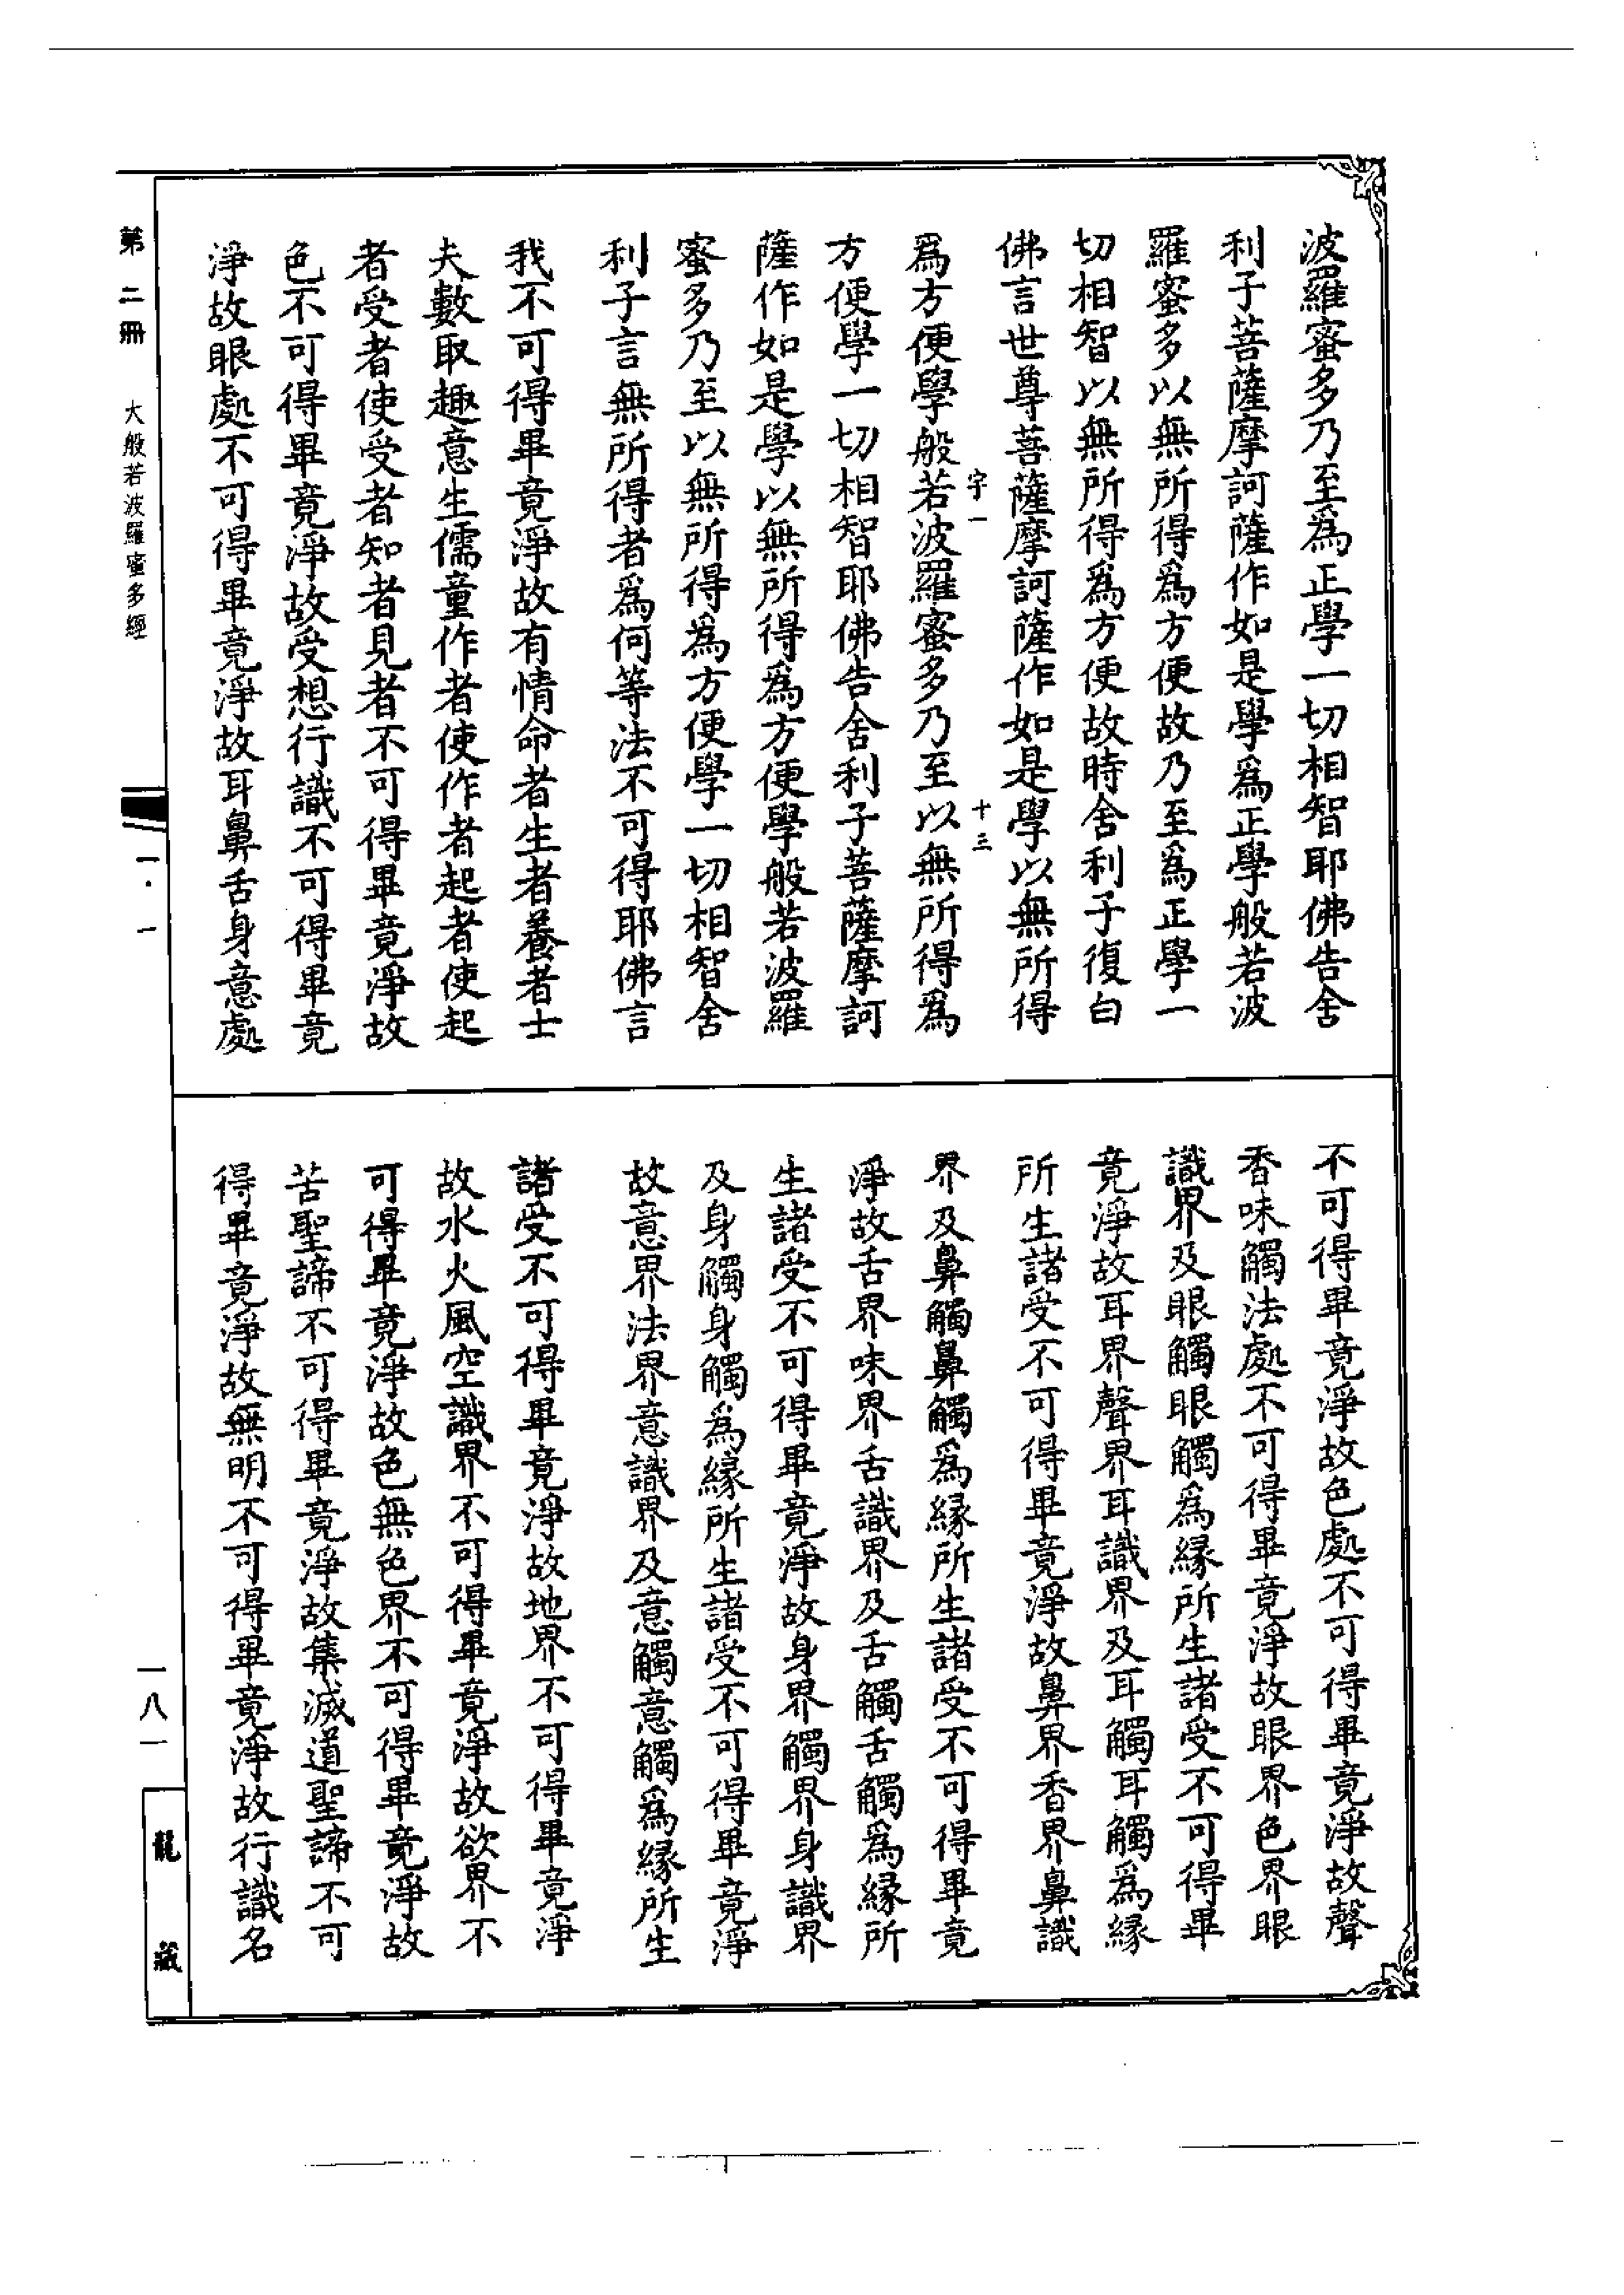 波羅蜜多乃至爲正學一切相智耶佛告舍
利子菩薩摩訶薩作如是學爲正學般若波
羅蜜多以無所得爲方便故乃至爲正學一
切相智以無所得爲方便故時舍利子復白
佛言世尊菩薩摩訶薩作如是學以無所得
字一 十三
爲方便學般若波羅蜜多乃至以無所得爲
方便學一切相智耶佛告舍利子菩薩摩訶
薩作如是學以無所得爲方便學般若波羅
蜜多乃至以無所得爲方便學一切相智舍
利子言無所得者爲何等法不可得耶佛言
我不可得畢竟淨故有情命者生者養者士
夫數取趣意生儒童作者使作者起者使起
者受者使受者知者見者不可得畢竟淨故
色不可得畢竟淨故受想行識不可得畢竟
淨故眼處不可得畢竟淨故耳鼻舌身意處
不可得畢竟淨故色處不可得畢竟淨故聲
香味觸法處不可得畢竟淨故眼界色界眼
識界及眼觸眼觸爲緣所生諸受不可得畢
竟淨故耳界聲界耳識界及耳觸耳觸爲緣
所生諸受不可得畢竟淨故鼻界香界鼻識
界及鼻觸鼻觸爲緣所生諸受不可得畢竟
淨故舌界味界舌識界及舌觸舌觸爲緣所
生諸受不可得畢竟淨故身界觸界身識界
及身觸身觸爲緣所生諸受不可得畢竟淨
故意界法界意識界及意觸意觸爲緣所生
諸受不可得畢竟淨故地界不可得畢竟淨
故水火風空識界不可得畢竟淨故欲界不
可得畢竟淨故色無色界不可得畢竟淨故
苦聖諦不可得畢竟淨故集滅道聖諦不可
得畢竟淨故無明不可得畢竟淨故行識名
第二冊 大般若波羅蜜多經
一·一
一八一
龍藏